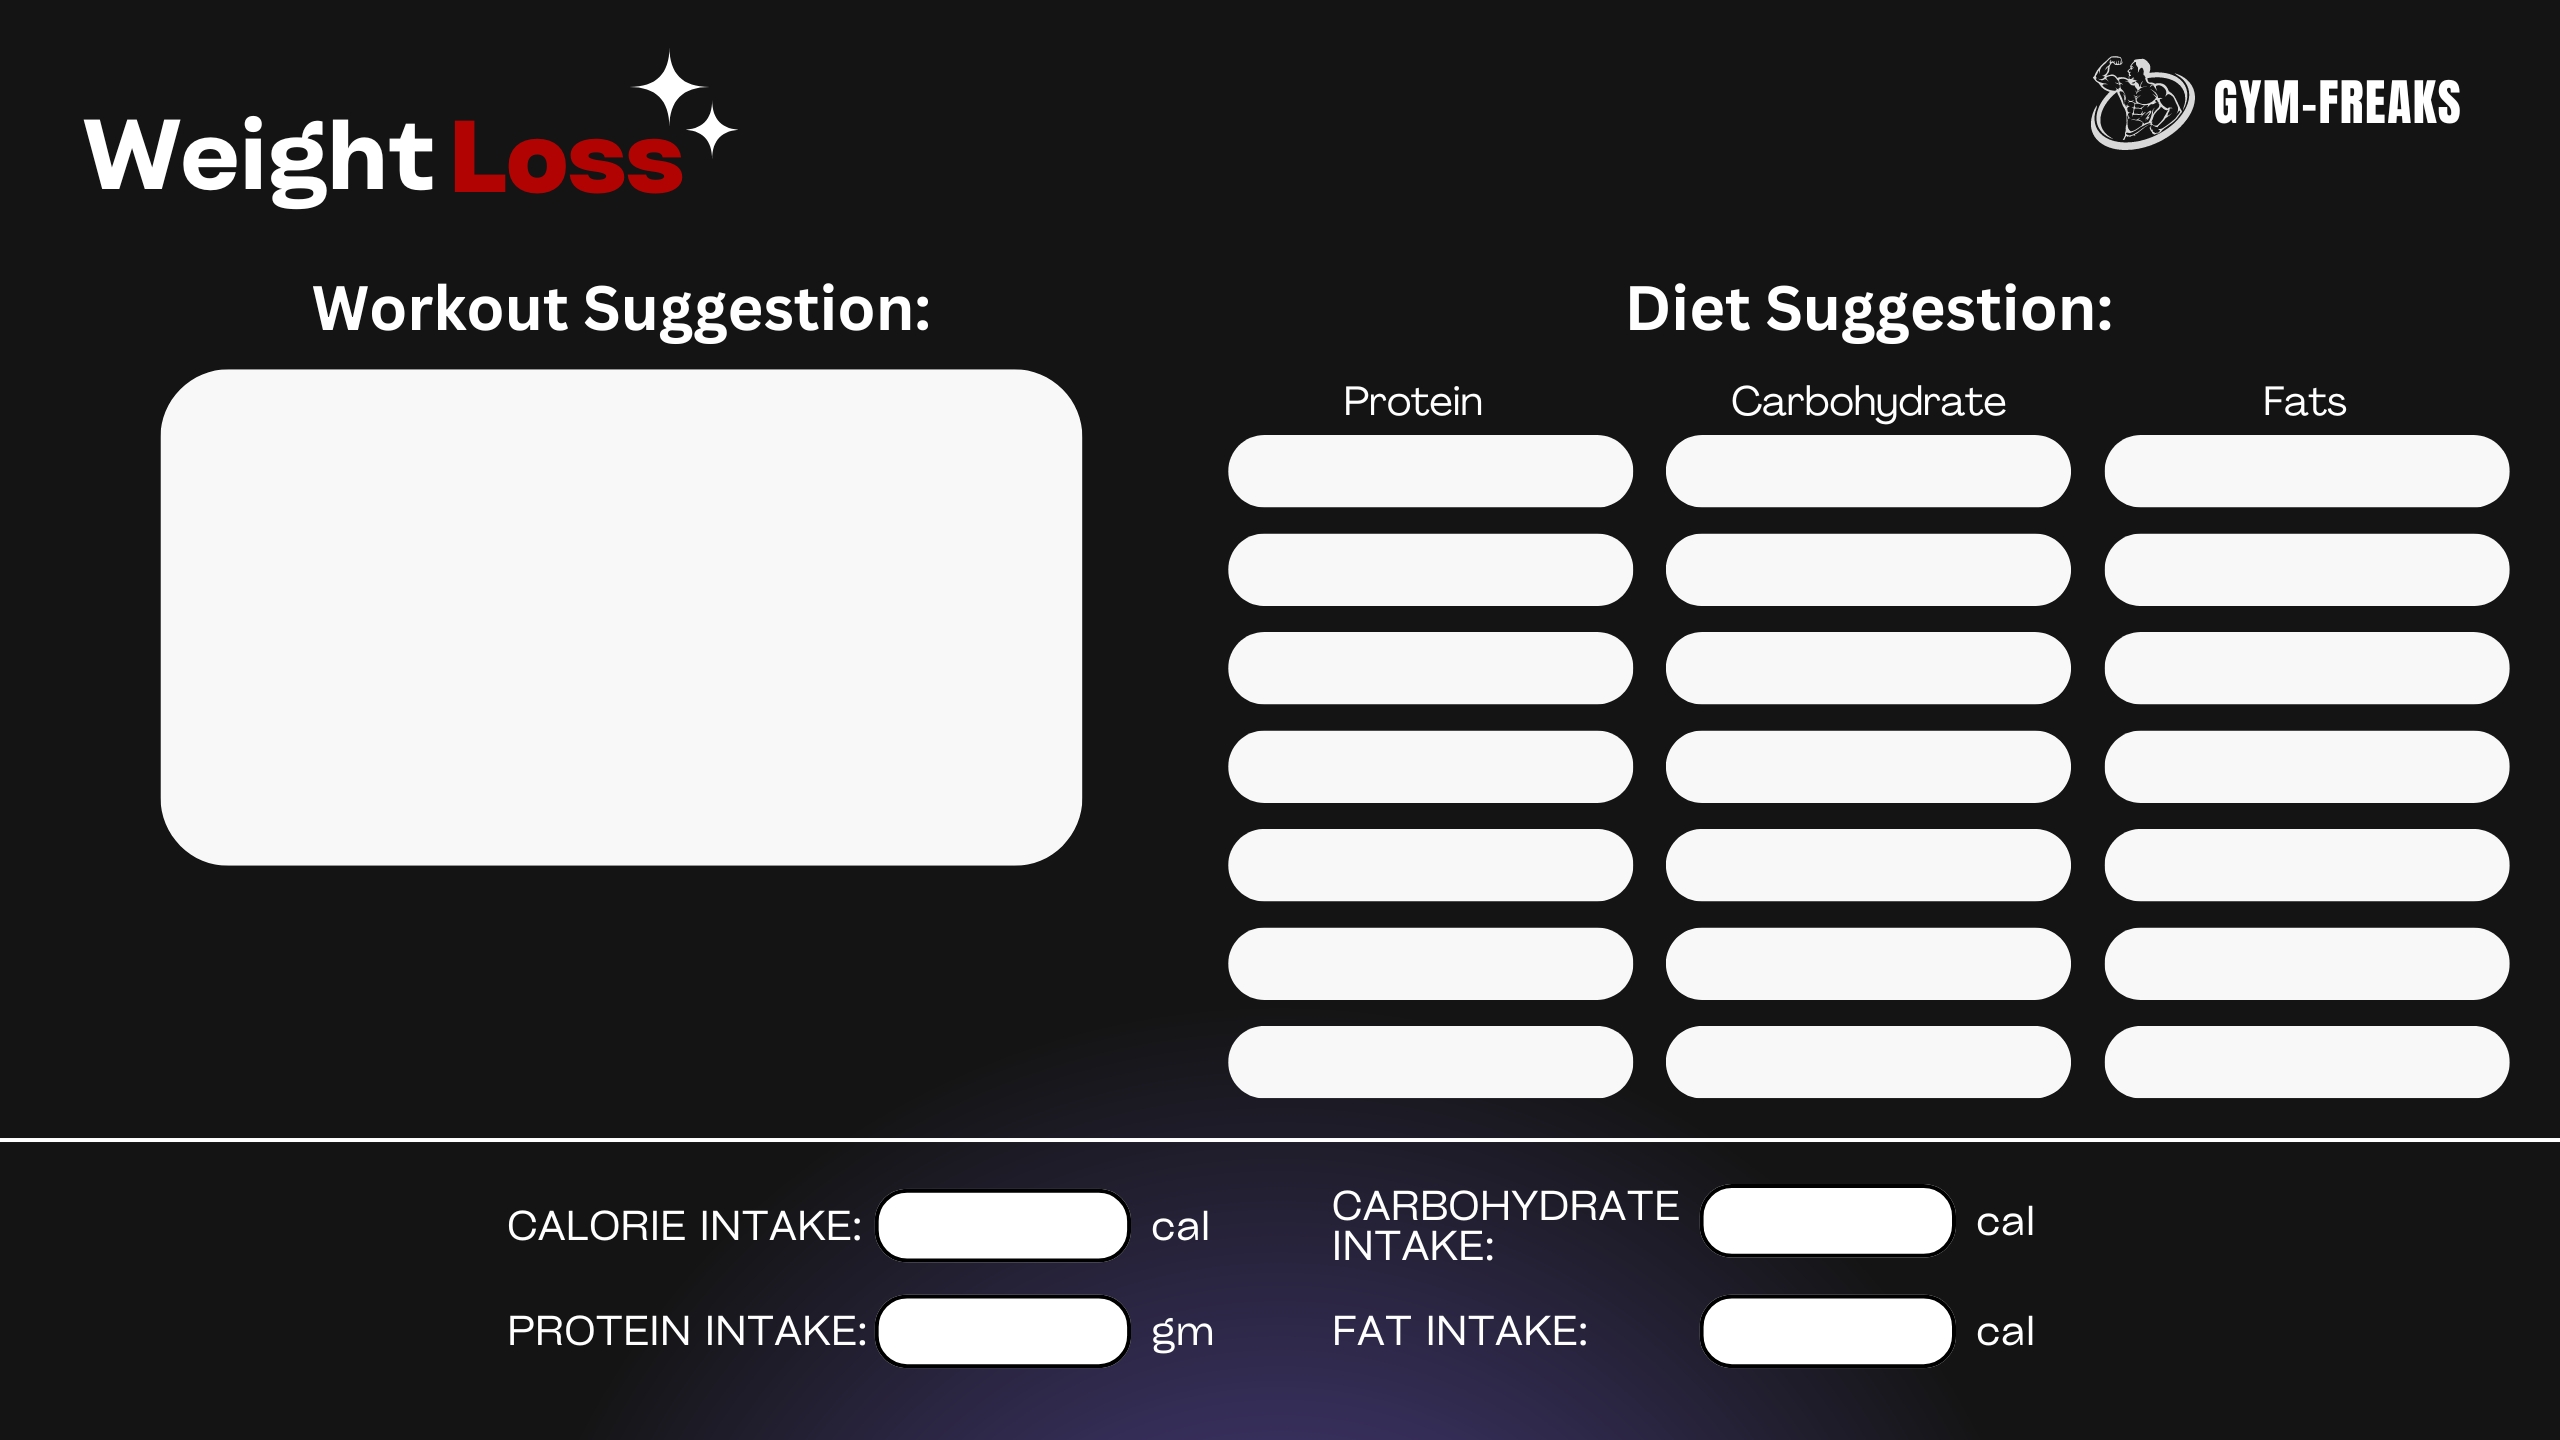 Weight Loss
GYM-FREAKS
Workout Suggestion:
Diet Suggestion:
Protein
Carbohydrate
Fats
CALORIE INTAKE:
cal
CARBOHYDRATE
INTAKE:
cal
PROTEIN INTAKE:
gm
FAT INTAKE:
cal